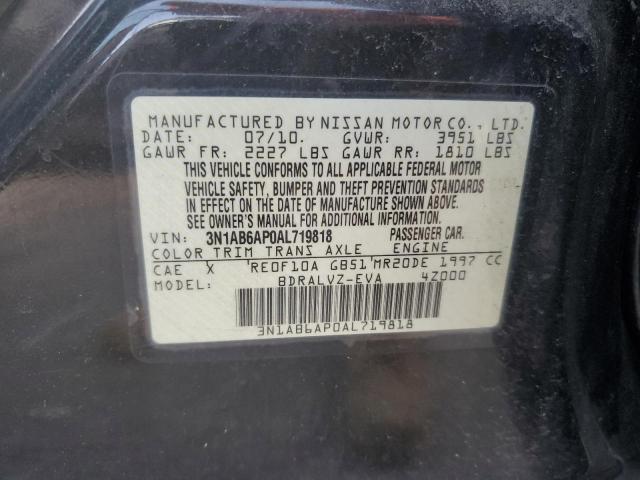 MANUFACTURED BY NISSAN MOTOR CO., LTD.
DATE: 07/10. GVWR: 3951 LBS
GAWR FR: 2227 LBS GAWR RR: 1810 LBS
THIS VEHICLE CONFORMS TO ALL APPLICABLE FEDERAL MOTOR
VEHICLE SAFETY, BUMPER AND THEFT PREVENTION STANDARDS
IN EFFECT ON THE DATE OF MANUFACTURE SHOWN ABOVE.
SEE OWNER'S MANUAL FOR ADDITIONAL INFORMATION.
VIN: 3N1AB6AP0AL719818 PASSENGER CAR.
COLOR TRIM TRANS AXLE ENGINE
CAE X RE0F10A GB51 MR20DE 1997 CC
MODEL: BDRALVZ-EVA 4Z000
3N1AB6AP0AL719818